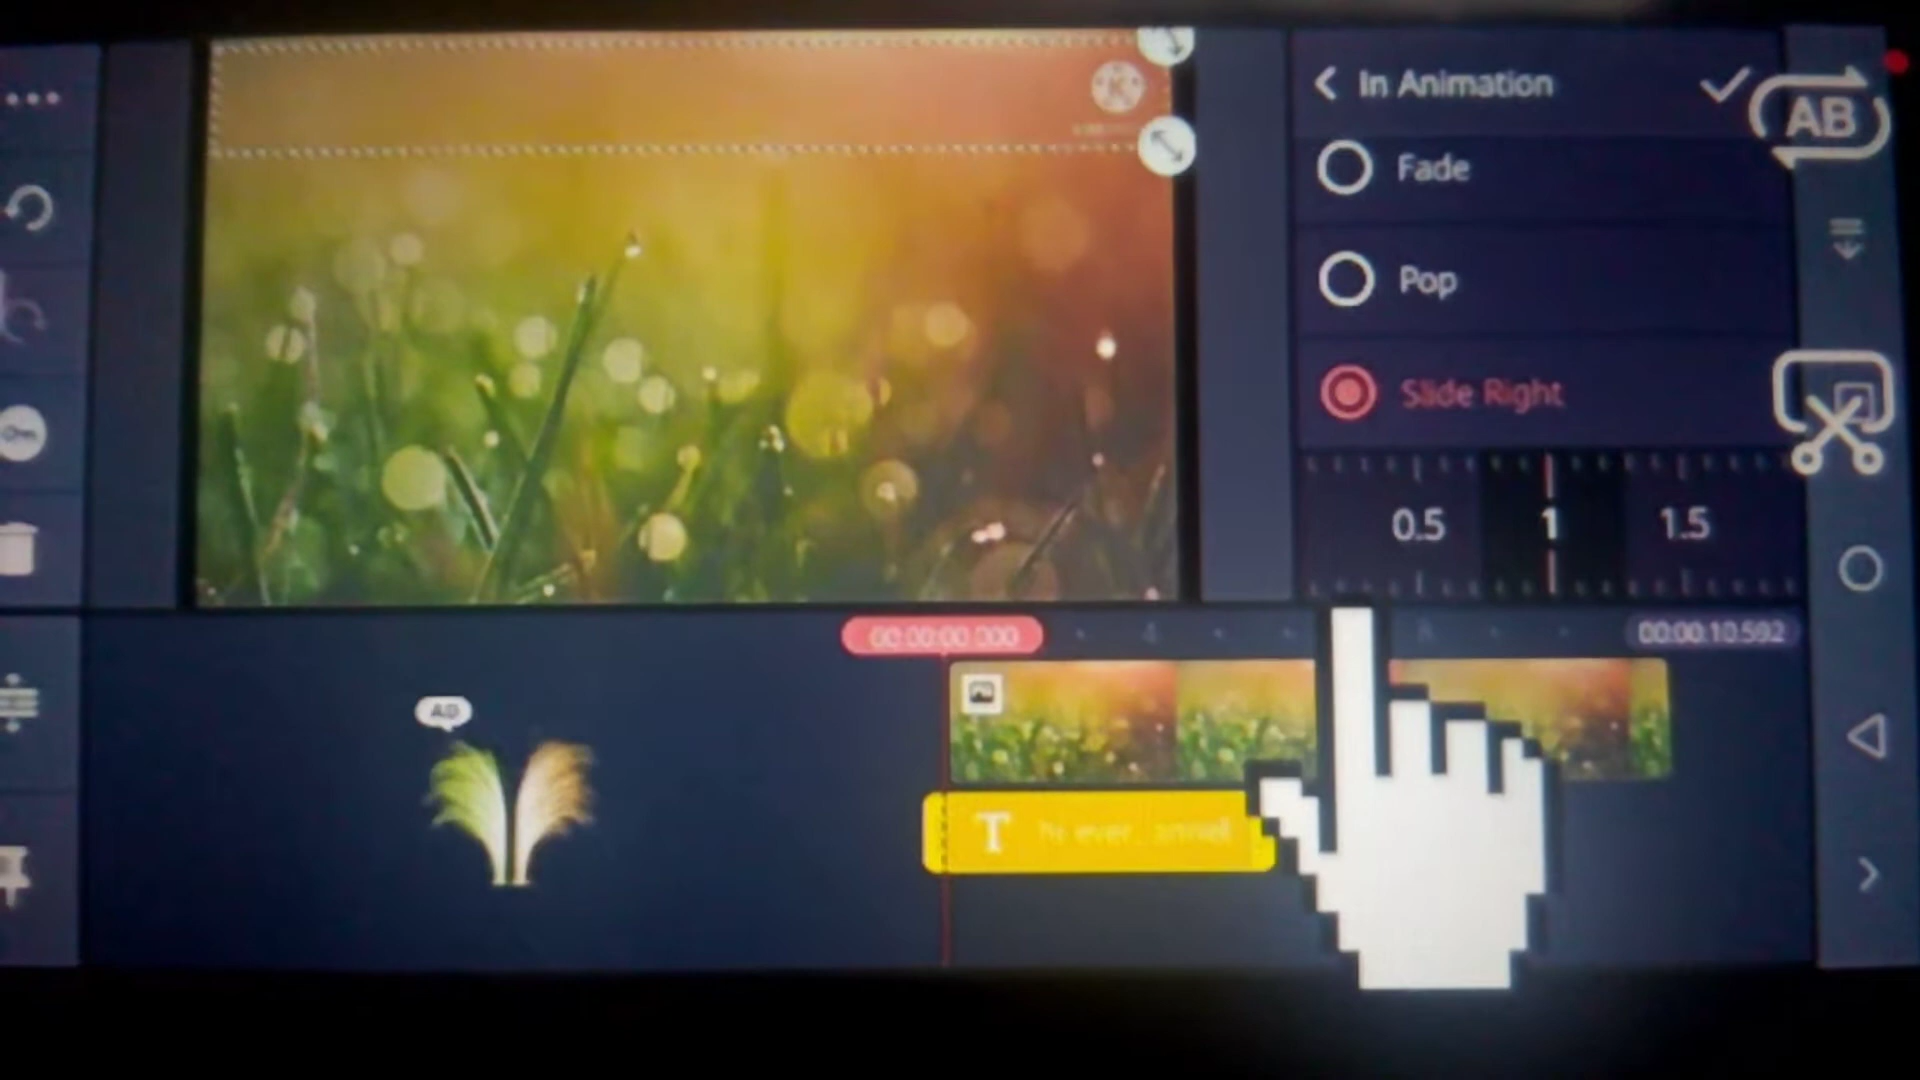 In Animation
AB
Fade
Pop
Slide Right
0.5 1 1.5
00:00:00.000
00:00:10.592
AD
T